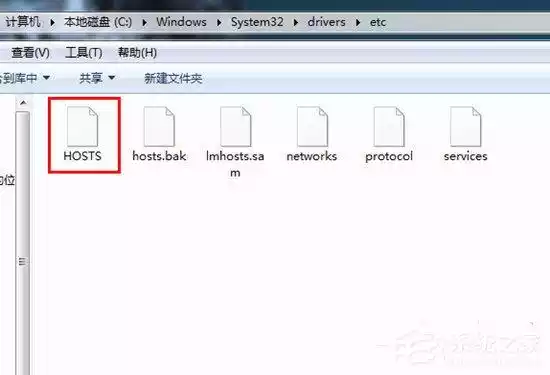 计算机 ▸ 本地磁盘 (C:) ▸ Windows ▸ System32 ▸ drivers ▸ etc
查看(V) 工具(T) 帮助(H)
含到库中 ▼ 共享 ▼ 新建文件夹
HOSTS hosts.bak lmhosts.sam networks protocol services
的位
系统之家